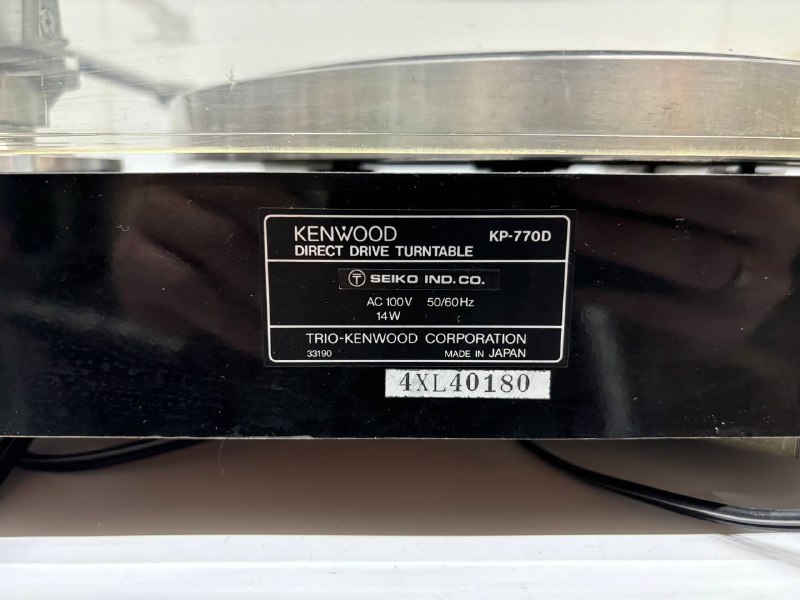 KENWOOD KP-770D
DIRECT DRIVE TURNTABLE
T SEIKO IND. CO.
AC 100V 50/60Hz
14W
TRIO-KENWOOD CORPORATION
33190 MADE IN JAPAN
4XL40180